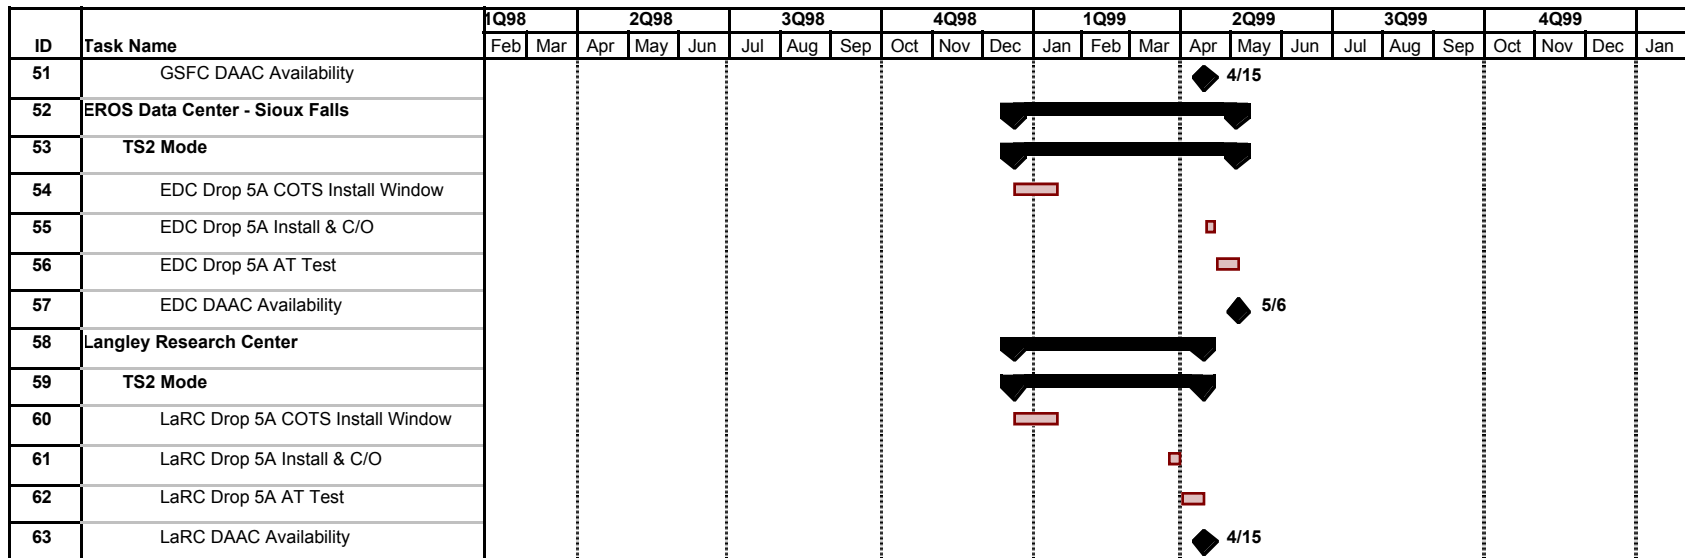 1Q98 2Q98 3Q98 4Q98 1Q99 2Q99 3Q99 4Q99
ID Task Name Feb Mar Apr May Jun Jul Aug Sep Oct Nov Dec Jan Feb Mar Apr May Jun Jul Aug Sep Oct Nov Dec Jan
51 GSFC DAAC Availability 4/15
52 EROS Data Center - Sioux Falls
53 TS2 Mode
54 EDC Drop 5A COTS Install Window
55 EDC Drop 5A Install & C/O
56 EDC Drop 5A AT Test
57 EDC DAAC Availability 5/6
58 Langley Research Center
59 TS2 Mode
60 LaRC Drop 5A COTS Install Window
61 LaRC Drop 5A Install & C/O
62 LaRC Drop 5A AT Test
63 LaRC DAAC Availability 4/15